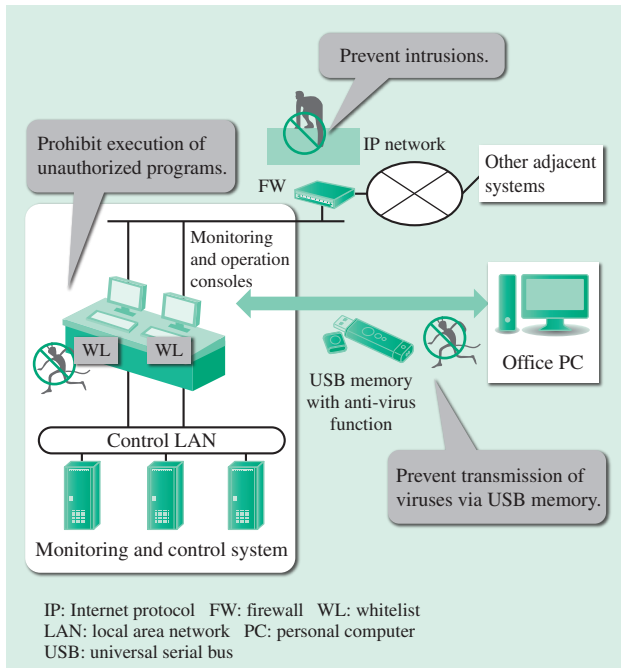 Prevent intrusions.
Prohibit execution of
unauthorized programs.
IP network
FW
Other adjacent
systems
Monitoring
and operation
consoles
WL
WL
Office PC
USB memory
with anti-virus
function
Control LAN
Prevent transmission of
viruses via USB memory.
Monitoring and control system
IP: Internet protocol FW: firewall WL: whitelist
LAN: local area network PC: personal computer
USB: universal serial bus